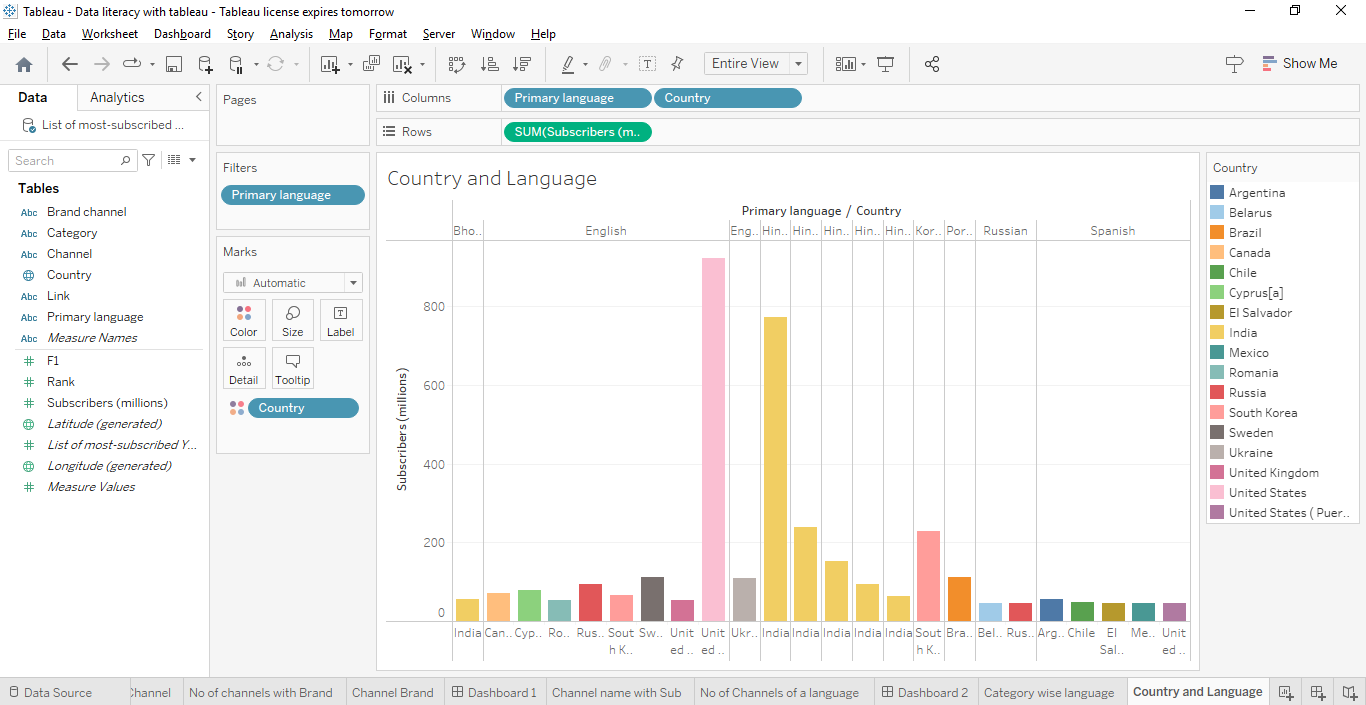 Tableau - Data literacy with tableau - Tableau license expires tomorrow
File Data Worksheet Dashboard Story Analysis Map Format Server Window Help
Entire View
Show Me
Data Analytics
List of most-subscribed ...
Search
Tables
Abc Brand channel
Abc Category
Abc Channel
Country
Abc Link
Abc Primary language
Abc Measure Names
# F1
# Rank
# Subscribers (millions)
Latitude (generated)
# List of most-subscribed Y...
Longitude (generated)
# Measure Values
Pages
Filters
Primary language
Marks
Automatic
Color Size Label
Detail Tooltip
Country
Columns Primary language Country
Rows SUM(Subscribers (m..
Country and Language
Primary language / Country
Bho.. English Eng.. Hin.. Hin.. Hin.. Hin.. Hin.. Kor.. Por.. Russian Spanish
Subscribers (millions)
800
600
400
200
0
India Can.. Cyp.. Ro.. Rus.. Sout Sw.. Unit Unit Ukr.. India India India India India Sout Bra.. Bel.. Rus.. Arg.. Chile El Me.. Unit
h K.. ed .. ed .. h K.. Sal.. ed ..
Country
Argentina
Belarus
Brazil
Canada
Chile
Cyprus[a]
El Salvador
India
Mexico
Romania
Russia
South Korea
Sweden
Ukraine
United Kingdom
United States
United States ( Puer..
Data Source Channel No of channels with Brand Channel Brand Dashboard 1 Channel name with Sub No of Channels of a language Dashboard 2 Category wise language Country and Language